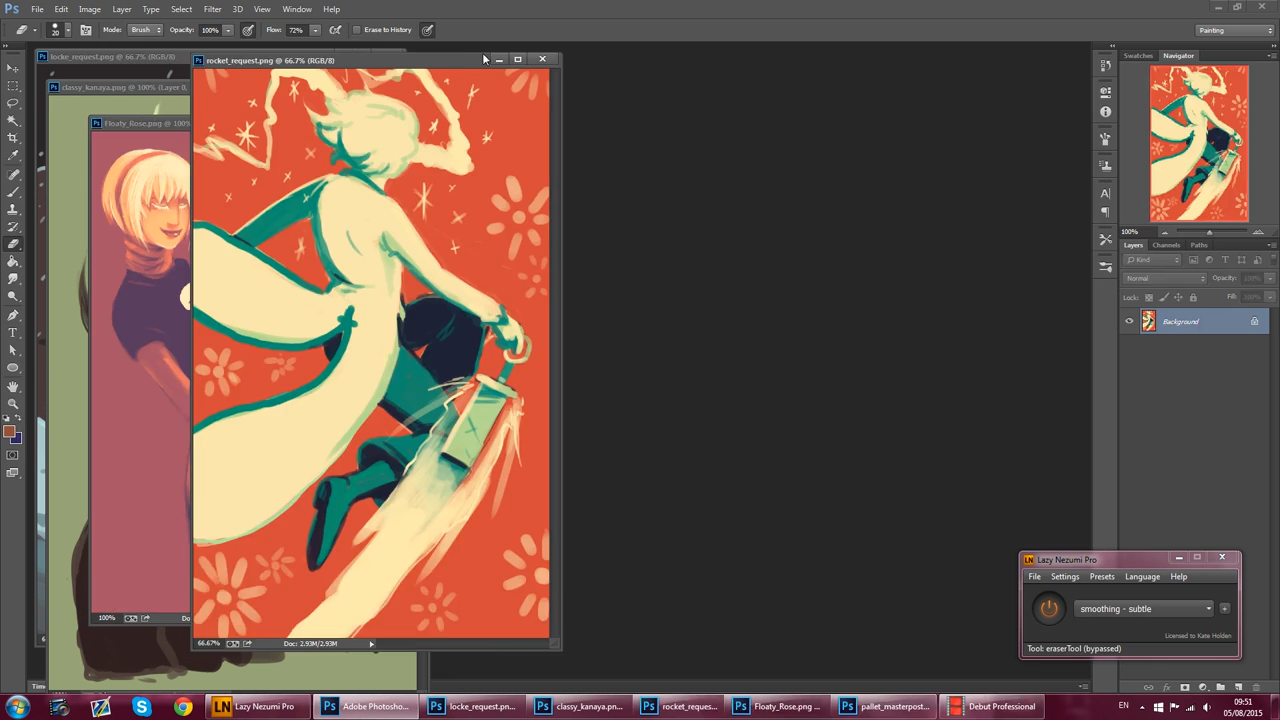 Ps File Edit Image Layer Type Select Filter 3D View Window Help
20 Mode: Brush Opacity: 100% Flow: 72% Erase to History Painting
locke_request.png @ 66.7% (RGB/8)
rocket_request.png @ 66.7% (RGB/8)
classy_kanaya.png @ 100% (Layer 0,
Floaty_Rose.png @ 100%
Swatches Navigator
100%
Layers Channels Paths
Kind
Normal Opacity: 100%
Lock: Fill: 100%
Background
Lazy Nezumi Pro
File Settings Presets Language Help
smoothing - subtle
Licensed to Kate Holden
Tool: eraserTool (bypassed)
100% Do
66.67% Doc: 2.93M/2.93M
Time
Lazy Nezumi Pro Adobe Photosho... locke_request.pn... classy_kanaya.pn... rocket_reques... Floaty_Rose.png ... pallet_masterpost... Debut Professional EN 09:51
05/08/2015